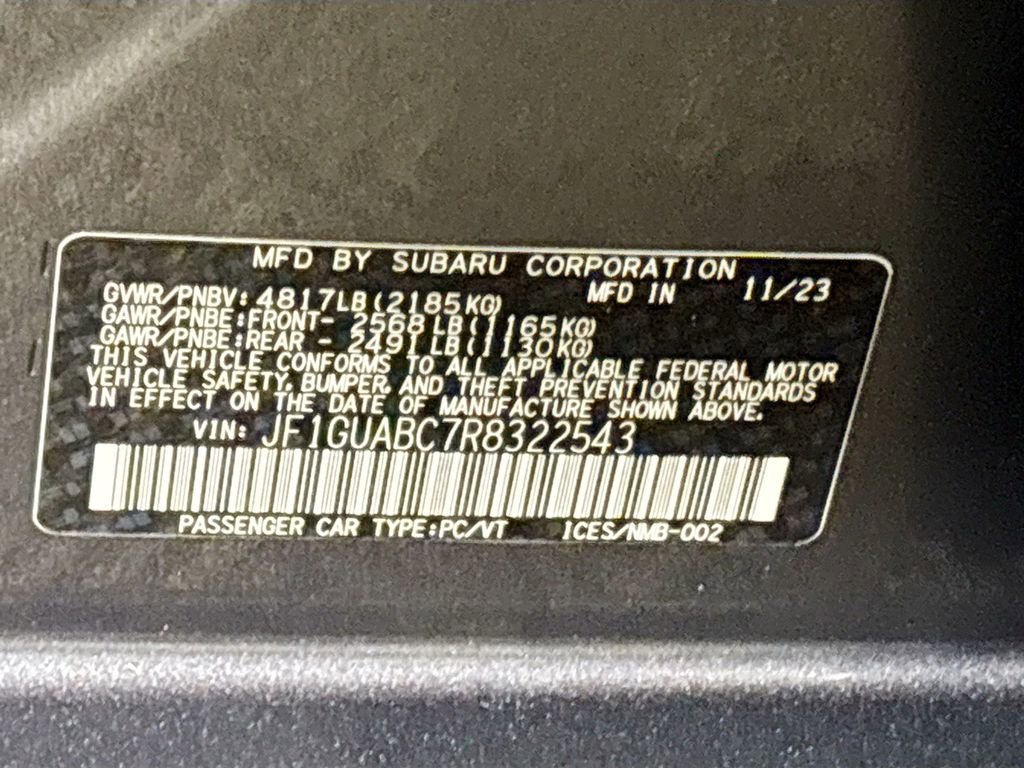 MFD BY SUBARU CORPORATION
MFD IN 11/23
GVWR/PNBV: 4817LB(2185KG)
GAWR/PNBE:FRONT- 2568LB(1165KG)
GAWR/PNBE:REAR - 2491LB(1130KG)
THIS VEHICLE CONFORMS TO ALL APPLICABLE FEDERAL MOTOR
VEHICLE SAFETY, BUMPER, AND THEFT PREVENTION STANDARDS
IN EFFECT ON THE DATE OF MANUFACTURE SHOWN ABOVE.
VIN: JF1GUABC7R8322543
PASSENGER CAR TYPE:PC/VT ICES/NMB-002